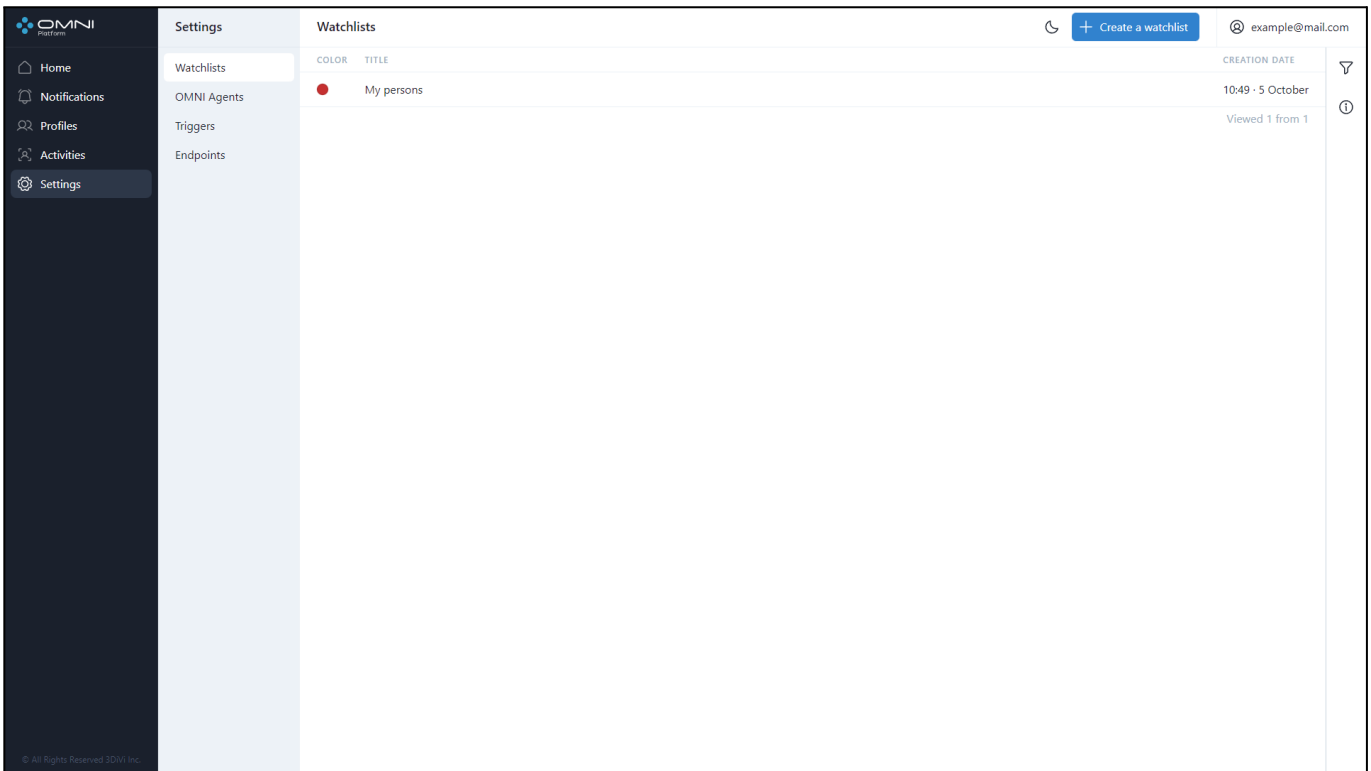 OMNI
Platform
Home
Notifications
Profiles
Activities
Settings
© All Rights Reserved 3DiVi Inc.
Settings
Watchlists
OMNI Agents
Triggers
Endpoints
Watchlists
Create a watchlist
example@mail.com
COLOR TITLE CREATION DATE
My persons 10:49 · 5 October
Viewed 1 from 1